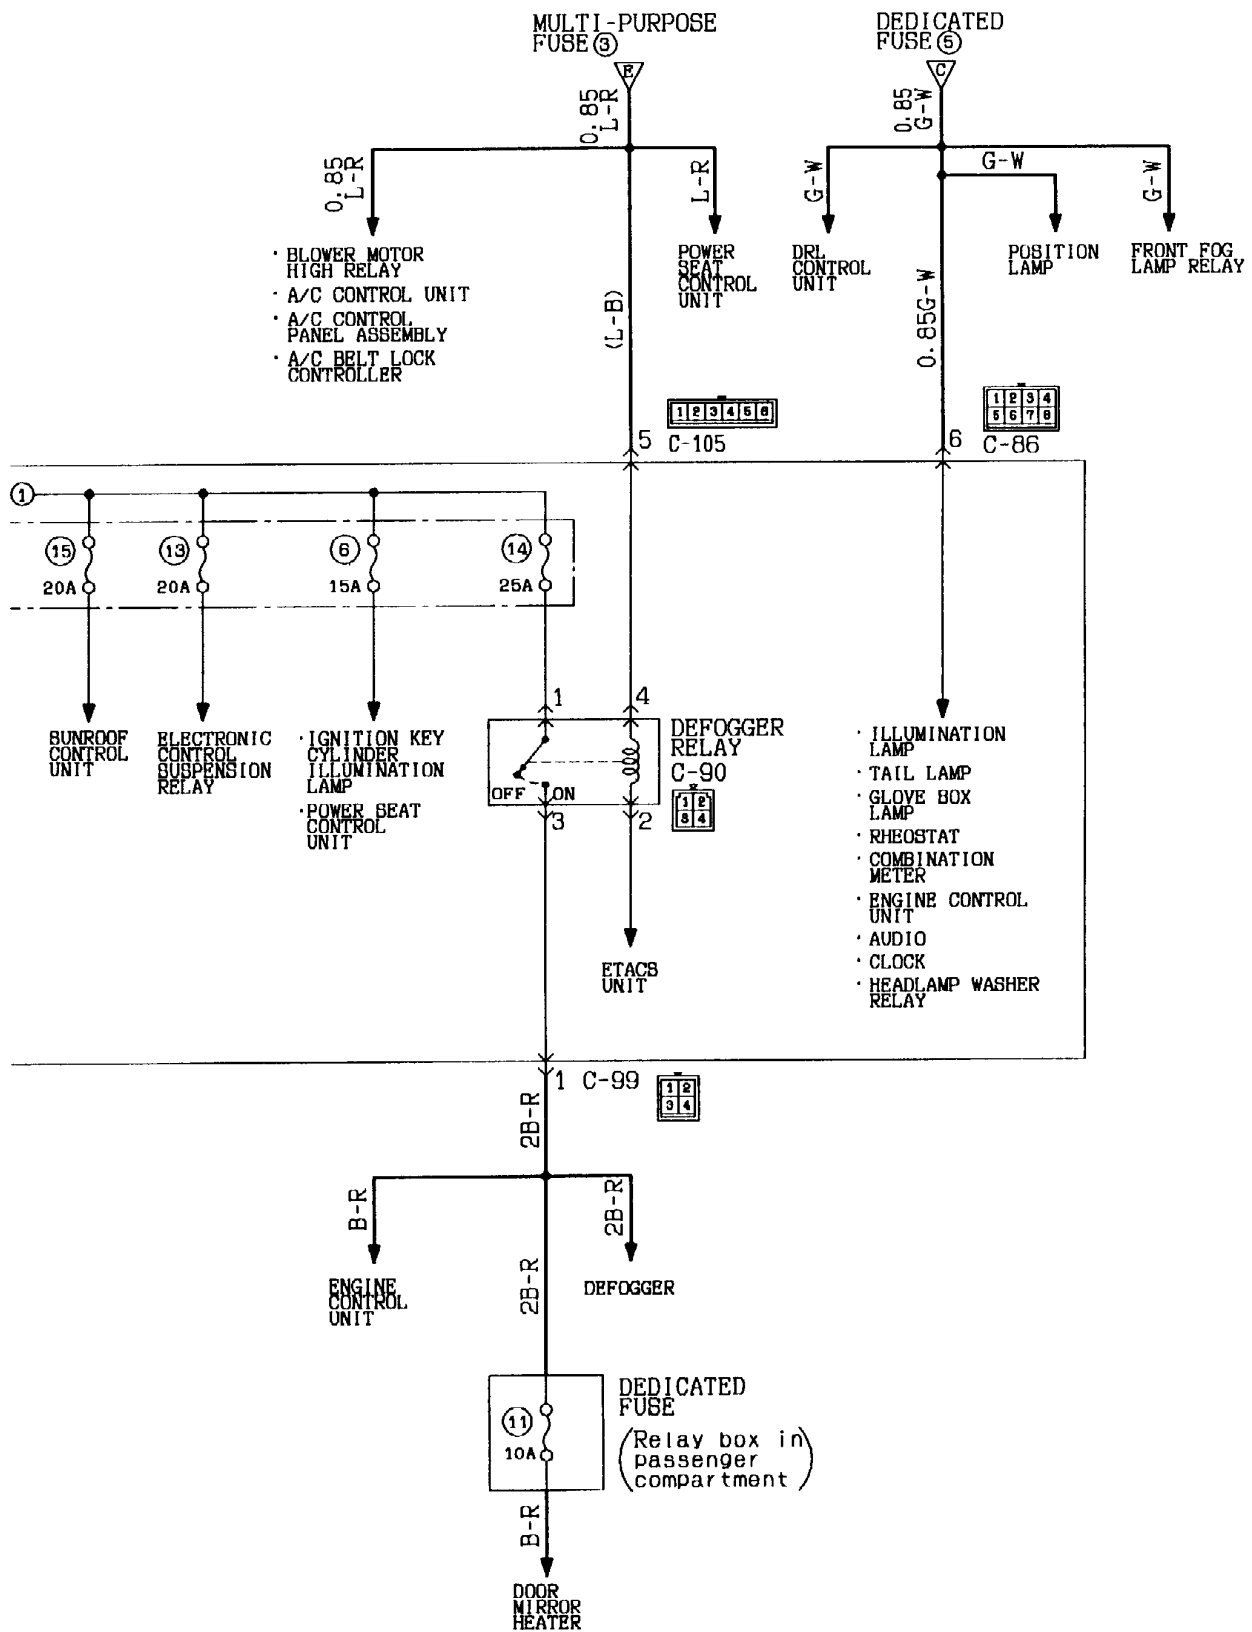 MULTI-PURPOSE
FUSE ③
DEDICATED
FUSE ⑤
E
C
0.85
L-R
0.85
G-W
0.85
L-R
L-R
G-W
G-W
G-W
· BLOWER MOTOR
HIGH RELAY
· A/C CONTROL UNIT
· A/C CONTROL
PANEL ASSEMBLY
· A/C BELT LOCK
CONTROLLER
POWER
SEAT
CONTROL
UNIT
DRL
CONTROL
UNIT
POSITION
LAMP
FRONT FOG
LAMP RELAY
(L-B)
0.85G-W
1 2 3 4 5 6
5 C-105
1 2 3 4
5 6 7 8
6 C-86
①
⑮
20A
⑬
20A
⑥
15A
⑭
25A
SUNROOF
CONTROL
UNIT
ELECTRONIC
CONTROL
SUSPENSION
RELAY
· IGNITION KEY
CYLINDER
ILLUMINATION
LAMP
· POWER SEAT
CONTROL
UNIT
1
4
OFF ON
3
2
DEFOGGER
RELAY
C-90
1 2
3 4
ETACS
UNIT
· ILLUMINATION
LAMP
· TAIL LAMP
· GLOVE BOX
LAMP
· RHEOSTAT
· COMBINATION
METER
· ENGINE CONTROL
UNIT
· AUDIO
· CLOCK
· HEADLAMP WASHER
RELAY
1 C-99
1 2
3 4
2B-R
B-R
2B-R
2B-R
ENGINE
CONTROL
UNIT
DEFOGGER
⑪
10A
DEDICATED
FUSE
(Relay box in
passenger
compartment)
B-R
DOOR
MIRROR
HEATER